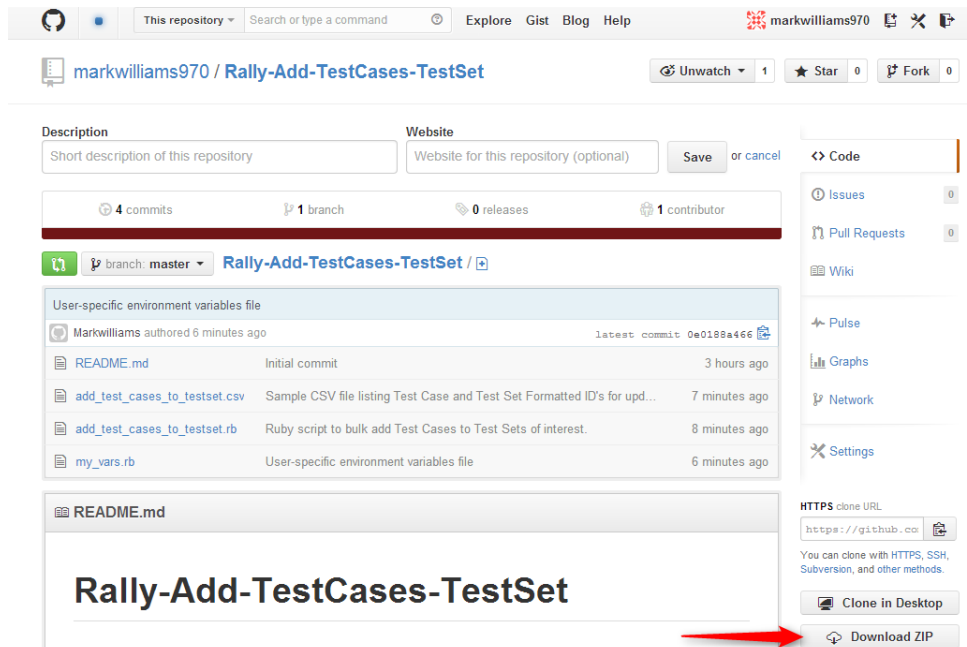 This repository Search or type a command Explore Gist Blog Help markwilliams970
markwilliams970 / Rally-Add-TestCases-TestSet Unwatch 1 Star 0 Fork 0
Description Website
Short description of this repository Website for this repository (optional) Save or cancel
4 commits 1 branch 0 releases 1 contributor
branch: master Rally-Add-TestCases-TestSet /
User-specific environment variables file
Markwilliams authored 6 minutes ago latest commit 0e0188a466
README.md Initial commit 3 hours ago
add_test_cases_to_testset.csv Sample CSV file listing Test Case and Test Set Formatted ID's for upd... 7 minutes ago
add_test_cases_to_testset.rb Ruby script to bulk add Test Cases to Test Sets of interest. 8 minutes ago
my_vars.rb User-specific environment variables file 6 minutes ago
README.md
Rally-Add-TestCases-TestSet
Code
Issues 0
Pull Requests 0
Wiki
Pulse
Graphs
Network
Settings
HTTPS clone URL
https://github.co
You can clone with HTTPS, SSH,
Subversion, and other methods.
Clone in Desktop
Download ZIP